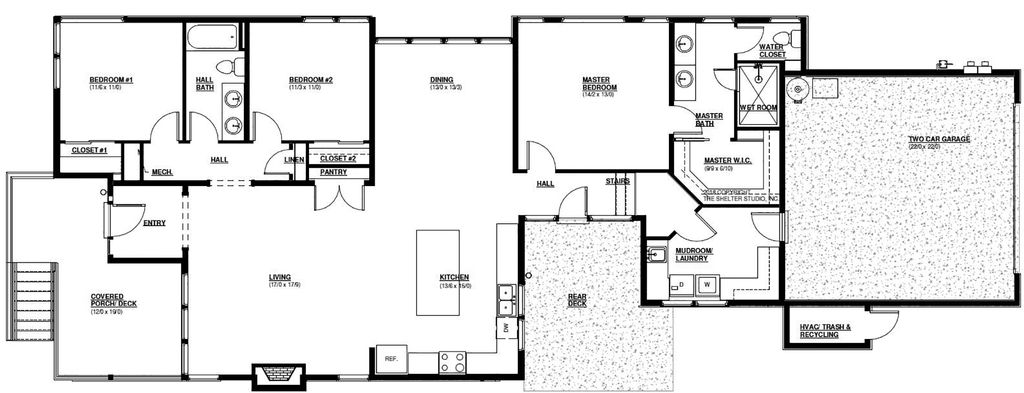 BEDROOM #1
(11/6 x 11/0)
HALL
BATH
BEDROOM #2
(11/3 x 11/0)
DINING
(13/0 x 13/3)
MASTER
BEDROOM
(14/2 x 13/0)
WATER
CLOSET
WET ROOM
MASTER
BATH
TWO CAR GARAGE
(22/0 x 22/0)
CLOSET #1
HALL
LINEN
CLOSET #2
MECH.
PANTRY
MASTER W.I.C.
(9/9 x 6/10)
HALL
STAIRS
COPYRIGHT
THE SHELTER STUDIO, INC.
ENTRY
MUDROOM/
LAUNDRY
D
W
LIVING
(17/0 x 17/9)
KITCHEN
(13/6 x 15/0)
COVERED
PORCH/ DECK
(12/0 x 19/0)
REAR
DECK
DW
REF.
HVAC/ TRASH &
RECYCLING